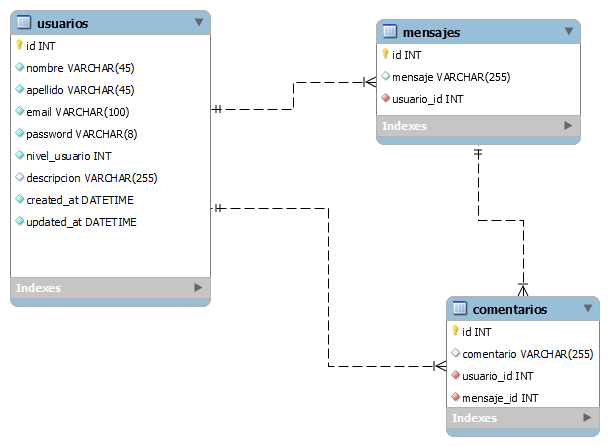 usuarios
id INT
nombre VARCHAR(45)
apellido VARCHAR(45)
email VARCHAR(100)
password VARCHAR(8)
nivel_usuario INT
descripcion VARCHAR(255)
created_at DATETIME
updated_at DATETIME
Indexes
mensajes
id INT
mensaje VARCHAR(255)
usuario_id INT
Indexes
comentarios
id INT
comentario VARCHAR(255)
usuario_id INT
mensaje_id INT
Indexes